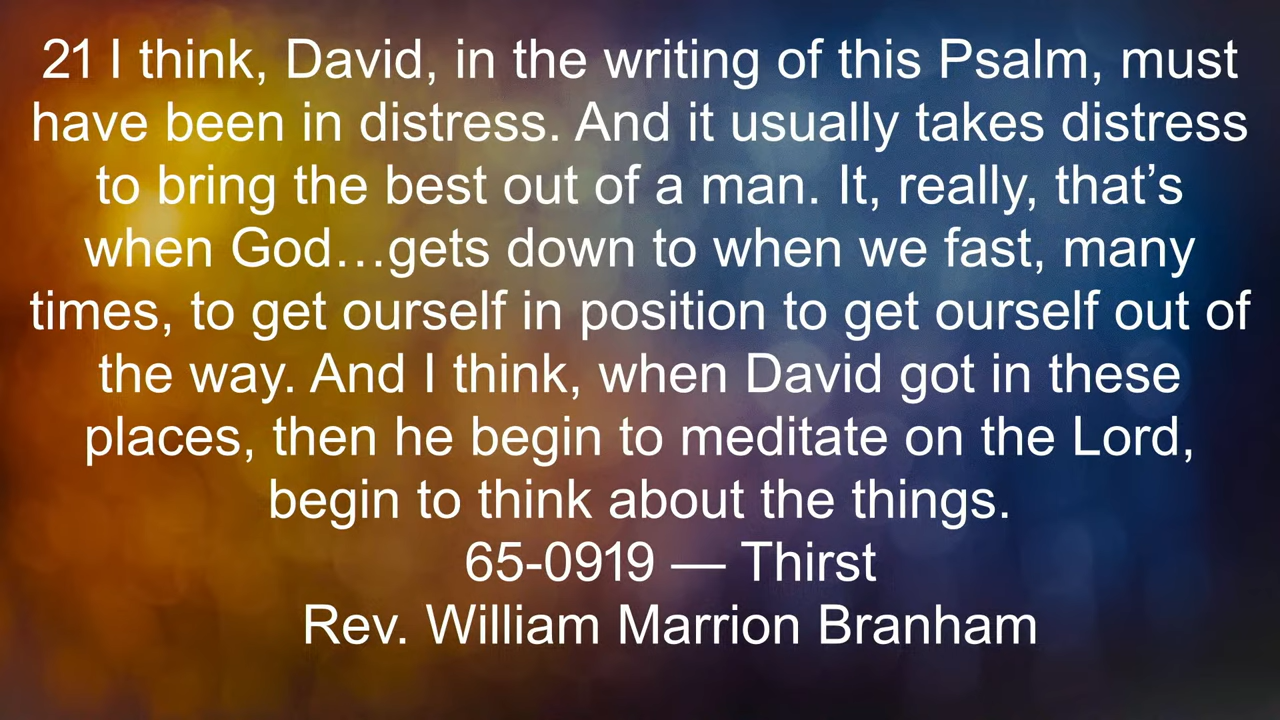 21 I think, David, in the writing of this Psalm, must
have been in distress. And it usually takes distress
to bring the best out of a man. It, really, that’s
when God…gets down to when we fast, many
times, to get ourself in position to get ourself out of
the way. And I think, when David got in these
places, then he begin to meditate on the Lord,
begin to think about the things.
65-0919 — Thirst
Rev. William Marrion Branham